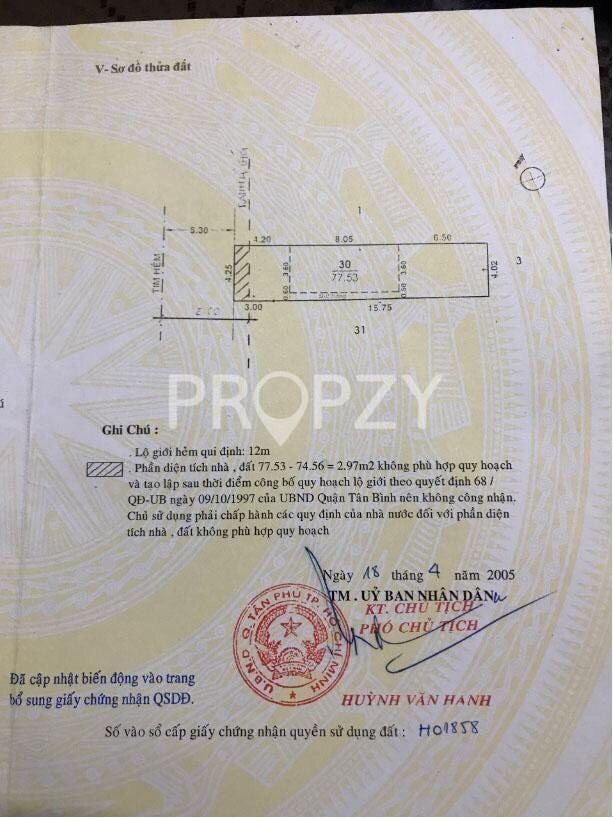 V- Sơ đồ thửa đất
RANH LỘ GIỚI
1
5.30
4.20 8.05 6.50
TIM HẺM
4.25
3.60
30
77.53
3.60
4.02
3
0.60
0.50
3.00
15.75
31
PROPZY
Ghi Chú :
. Lộ giới hẻm qui định: 12m
. Phần diện tích nhà , đất 77.53 - 74.56 = 2.97m2 không phù hợp quy hoạch
và tạo lập sau thời điểm công bố quy hoạch lộ giới theo quyết định 68 /
QĐ-UB ngày 09/10/1997 của UBND Quận Tân Bình nên không công nhận.
Chủ sử dụng phải chấp hành các quy định của nhà nước đối với phần diện
tích nhà , đất không phù hợp quy hoạch
Ngày 18 tháng 4 năm 2005
TM . UỶ BAN NHÂN DÂN
KT. CHỦ TỊCH
PHÓ CHỦ TỊCH
U.B.N.D Q. TÂN PHÚ T.P. HỒ CHÍ MINH
Đã cập nhật biến động vào trang
bổ sung giấy chứng nhận QSDĐ.
HUỲNH VĂN HẠNH
Số vào sổ cấp giấy chứng nhận quyền sử dụng đất : H01858